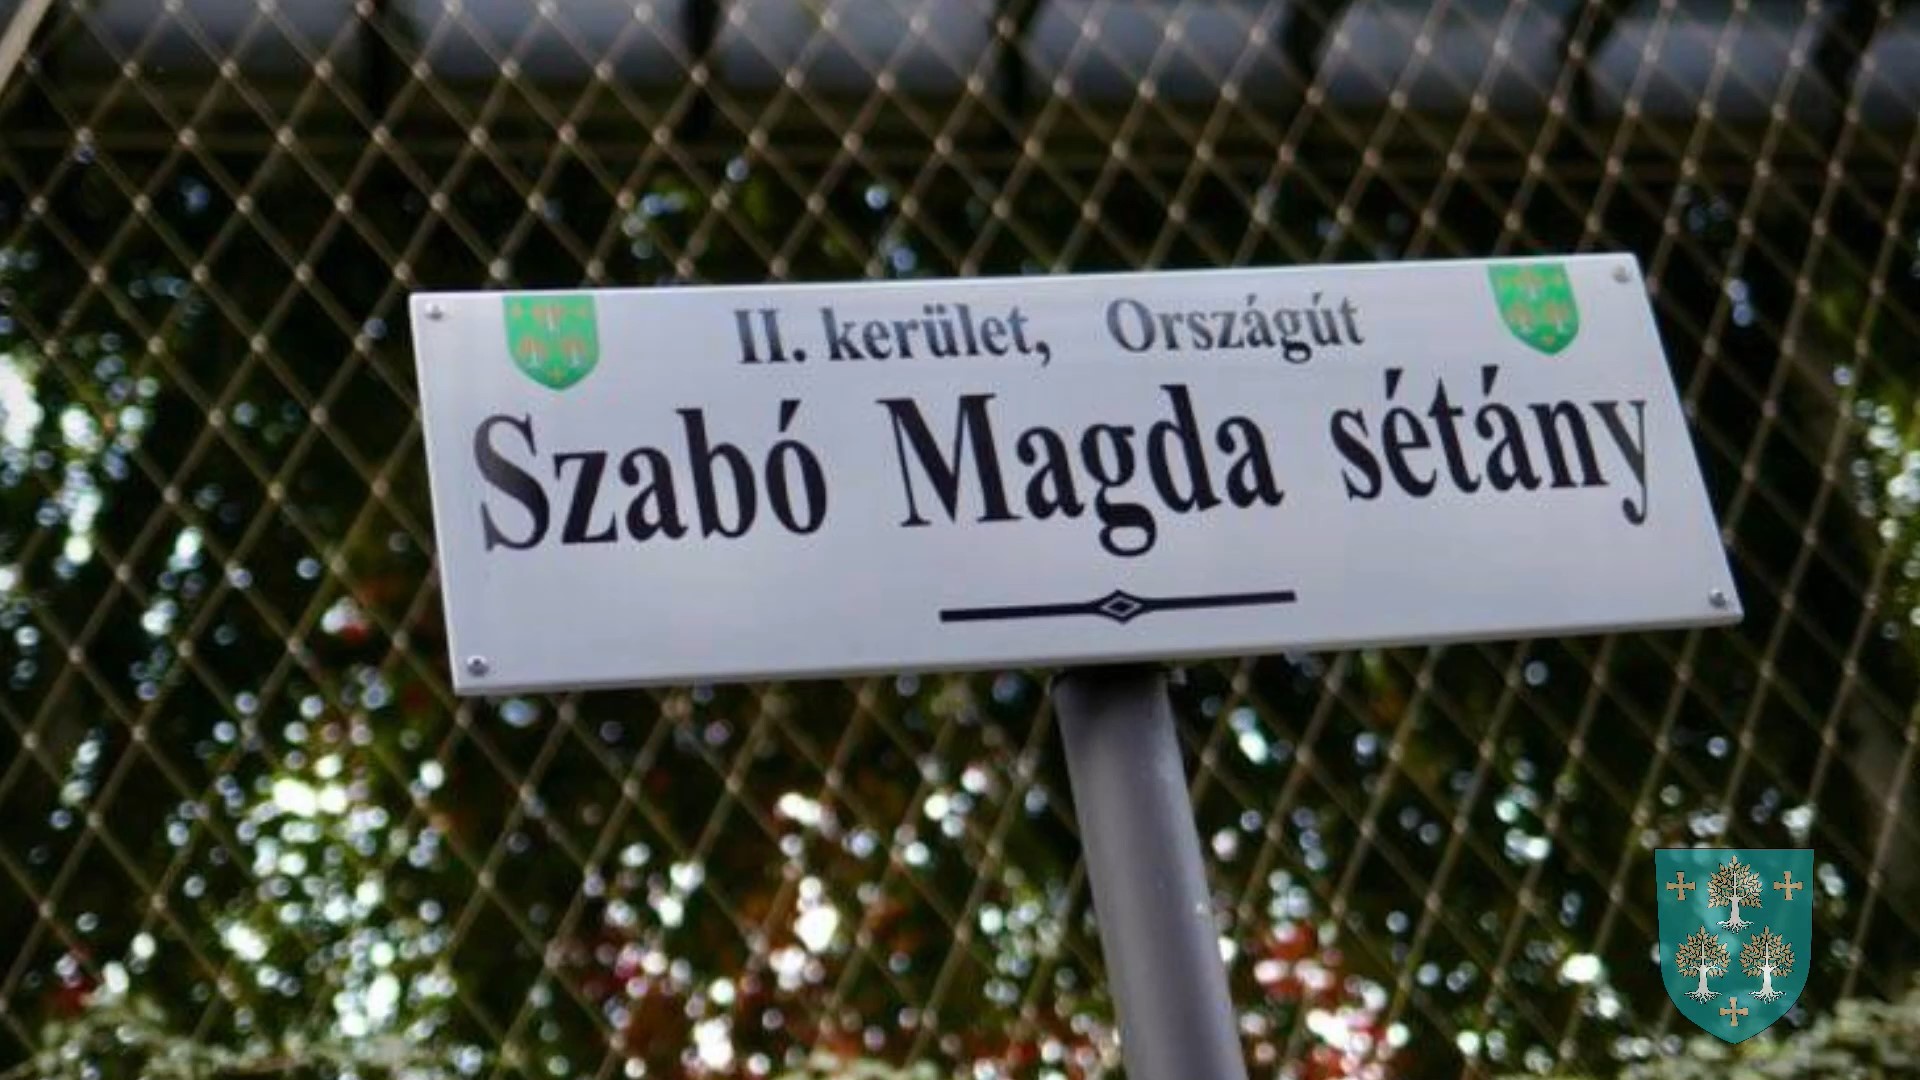 II. kerület, Országút
Szabó Magda sétány